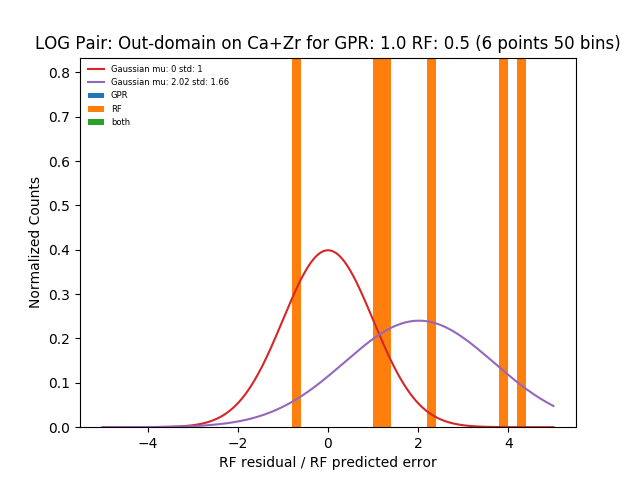 LOG Pair: Out-domain on Ca+Zr for GPR: 1.0 RF: 0.5 (6 points 50 bins)
Gaussian mu: 0 std: 1
Gaussian mu: 2.02 std: 1.66
GPR
RF
both
Normalized Counts
0.8
0.7
0.6
0.5
0.4
0.3
0.2
0.1
0.0
−4
−2
0
2
4
RF residual / RF predicted error